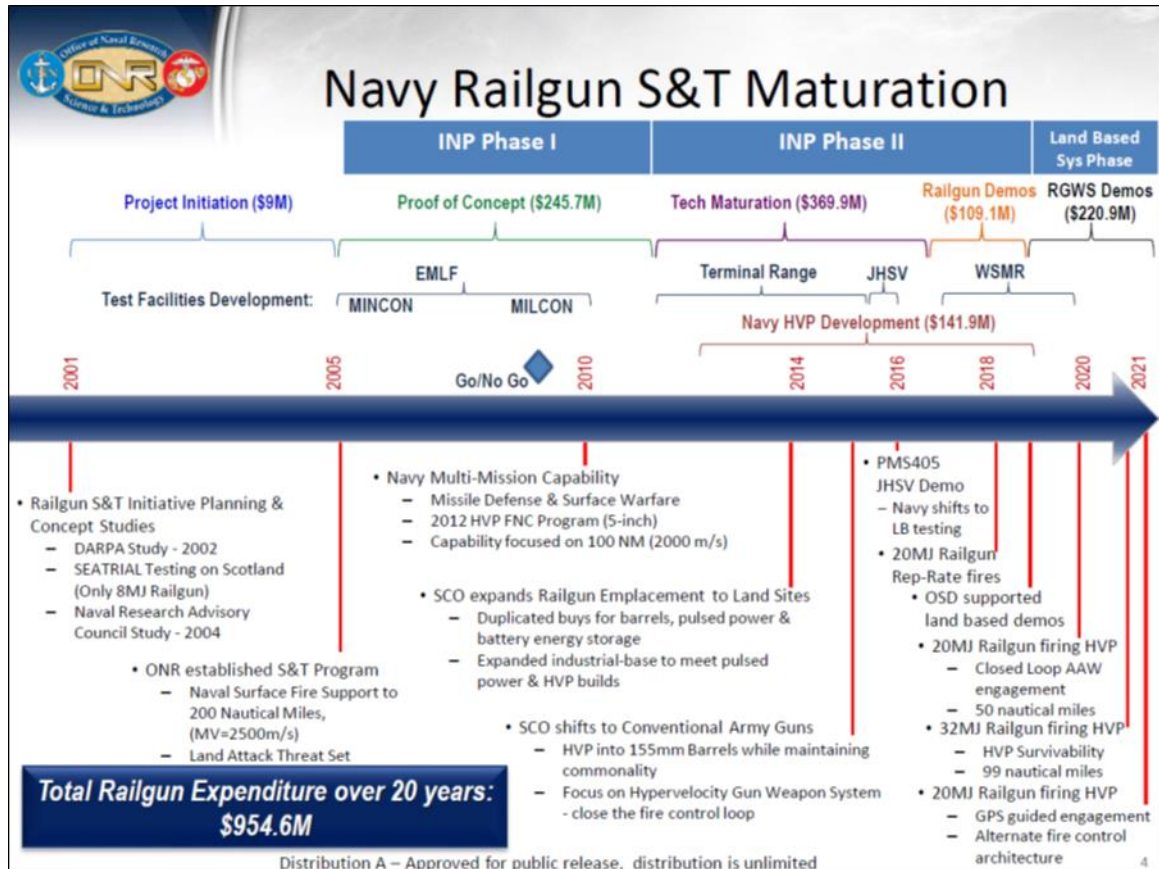 Office of Naval Research
ONR
Science & Technology
Navy Railgun S&T Maturation
INP Phase I
INP Phase II
Land Based
Sys Phase
Project Initiation ($9M)
Proof of Concept ($245.7M)
Tech Maturation ($369.9M)
Railgun Demos
($109.1M)
RGWS Demos
($220.9M)
Test Facilities Development:
EMLF
MINCON
MILCON
Terminal Range
JHSV
WSMR
Navy HVP Development ($141.9M)
Go/No Go
2001
2005
2010
2014
2016
2018
2020
2021
• Railgun S&T Initiative Planning &
Concept Studies
– DARPA Study - 2002
– SEATRIAL Testing on Scotland
(Only 8MJ Railgun)
– Naval Research Advisory
Council Study - 2004
• ONR established S&T Program
– Naval Surface Fire Support to
200 Nautical Miles,
(MV=2500m/s)
– Land Attack Threat Set
• Navy Multi-Mission Capability
– Missile Defense & Surface Warfare
– 2012 HVP FNC Program (5-inch)
– Capability focused on 100 NM (2000 m/s)
• SCO expands Railgun Emplacement to Land Sites
– Duplicated buys for barrels, pulsed power &
battery energy storage
– Expanded industrial-base to meet pulsed
power & HVP builds
• SCO shifts to Conventional Army Guns
– HVP into 155mm Barrels while maintaining
commonality
– Focus on Hypervelocity Gun Weapon System
- close the fire control loop
• PMS405
JHSV Demo
– Navy shifts to
LB testing
• 20MJ Railgun
Rep-Rate fires
• OSD supported
land based demos
• 20MJ Railgun firing HVP
– Closed Loop AAW
engagement
– 50 nautical miles
• 32MJ Railgun firing HVP
– HVP Survivability
– 99 nautical miles
• 20MJ Railgun firing HVP
– GPS guided engagement
– Alternate fire control
architecture
Total Railgun Expenditure over 20 years:
$954.6M
Distribution A – Approved for public release, distribution is unlimited
4